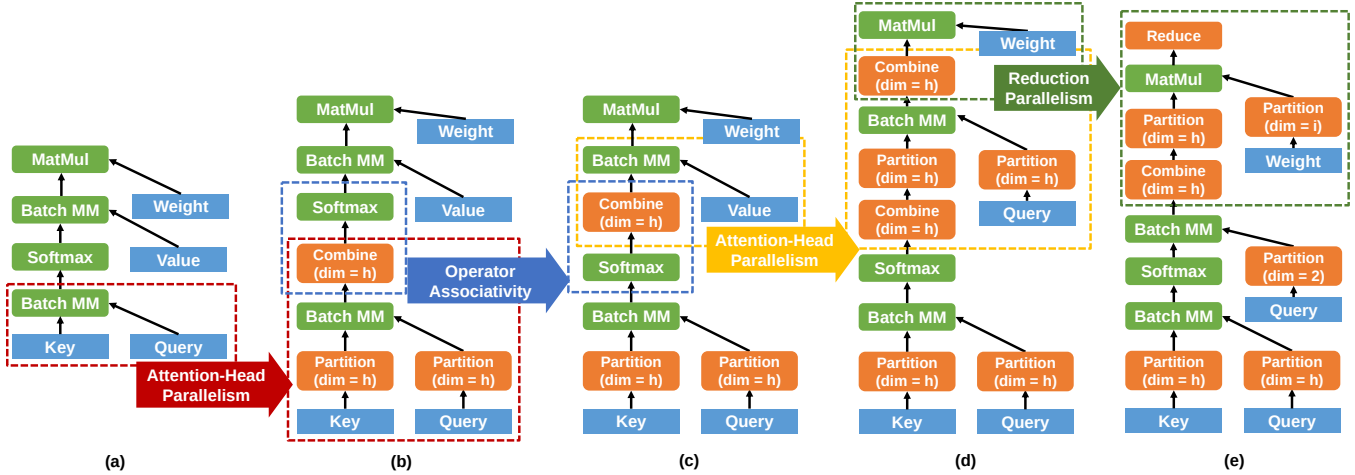 MatMul
Weight
Batch MM
Value
Softmax
Batch MM
Key
Query
(a)
Attention-Head
Parallelism
MatMul
Weight
Batch MM
Value
Softmax
Combine
(dim = h)
Batch MM
Partition
(dim = h)
Partition
(dim = h)
Key
Query
(b)
Operator
Associativity
MatMul
Weight
Batch MM
Value
Combine
(dim = h)
Softmax
Batch MM
Partition
(dim = h)
Partition
(dim = h)
Key
Query
(c)
Attention-Head
Parallelism
MatMul
Weight
Combine
(dim = h)
Batch MM
Partition
(dim = h)
Partition
(dim = h)
Combine
(dim = h)
Query
Softmax
Batch MM
Partition
(dim = h)
Partition
(dim = h)
Key
Query
(d)
Reduction
Parallelism
Reduce
MatMul
Partition
(dim = h)
Partition
(dim = i)
Weight
Combine
(dim = h)
Batch MM
Softmax
Partition
(dim = 2)
Query
Batch MM
Partition
(dim = h)
Partition
(dim = h)
Key
Query
(e)